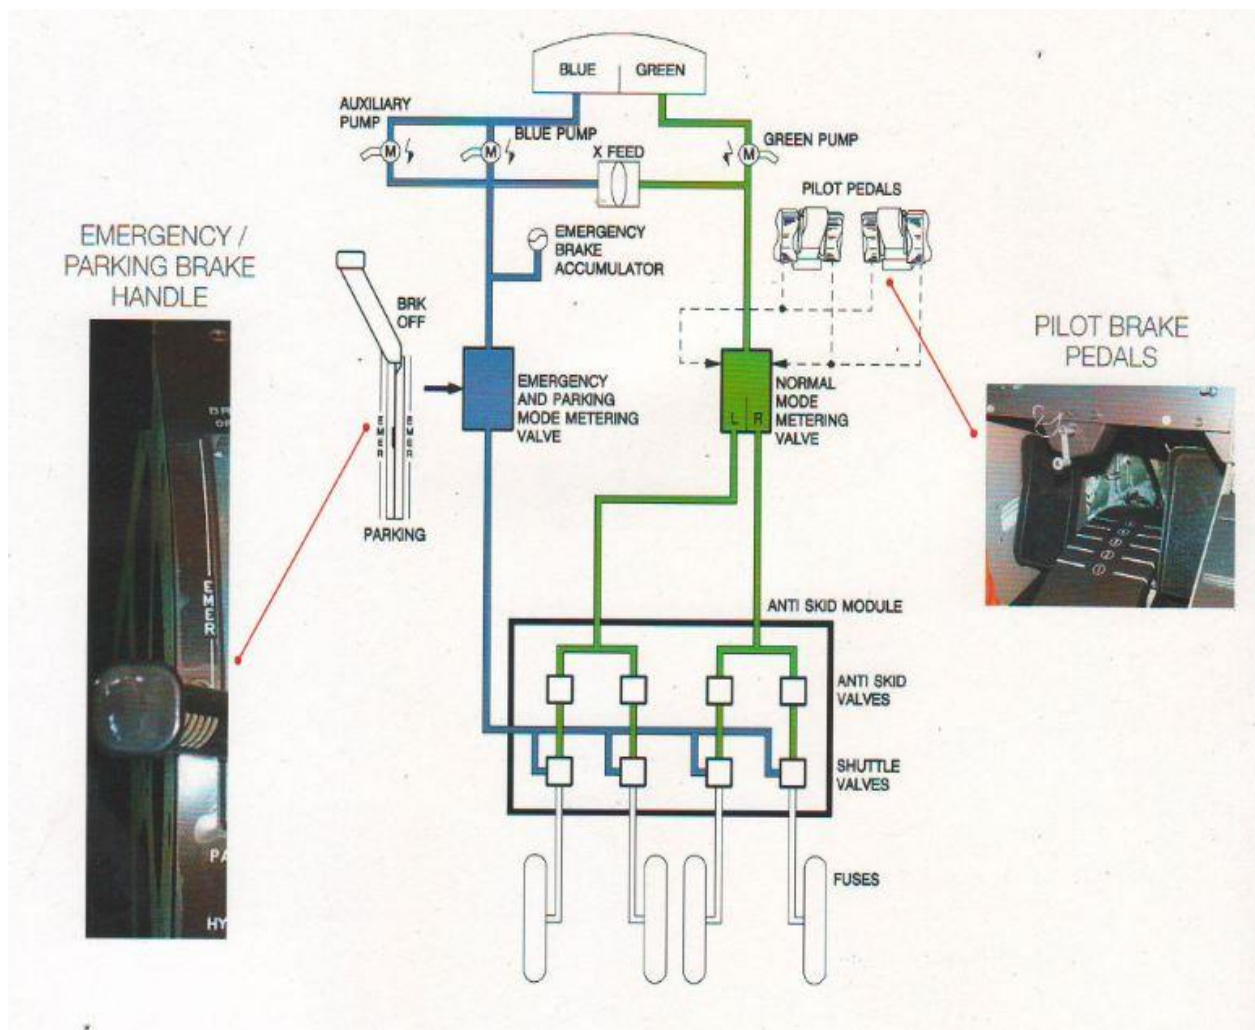 BLUE
GREEN
AUXILIARY
PUMP
BLUE PUMP
GREEN PUMP
M
M
M
X FEED
PILOT PEDALS
EMERGENCY
BRAKE
ACCUMULATOR
EMERGENCY /
PARKING BRAKE
HANDLE
BRK
OFF
PILOT BRAKE
PEDALS
EMERGENCY
AND PARKING
MODE METERING
VALVE
NORMAL
MODE
METERING
VALVE
L
R
EMER
EMER
PARKING
EMER
PA
HY
ANTI SKID MODULE
ANTI SKID
VALVES
SHUTTLE
VALVES
FUSES